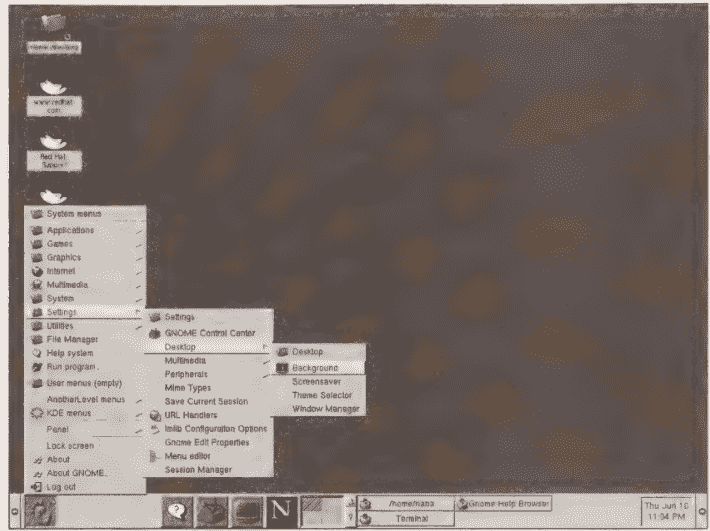 www.redhat.
com
Red Hat
Support
System menus
Applications
Games
Graphics
Internet
Multimedia
System
Settings
Utilities
File Manager
Help system
Run program...
User menus (empty)
AnotherLevel menus
KDE menus
Panel
Lock screen
About
About GNOME...
Log out
Settings
GNOME Control Center
Desktop
Multimedia
Peripherals
Mime Types
Save Current Session
URL Handlers
Imlib Configuration Options
Gnome Edit Properties
Menu editor
Session Manager
Desktop
Background
Screensaver
Theme Selector
Window Manager
N
Terminal
Gnome Help Browser
Thu Jun 10
11:34 PM